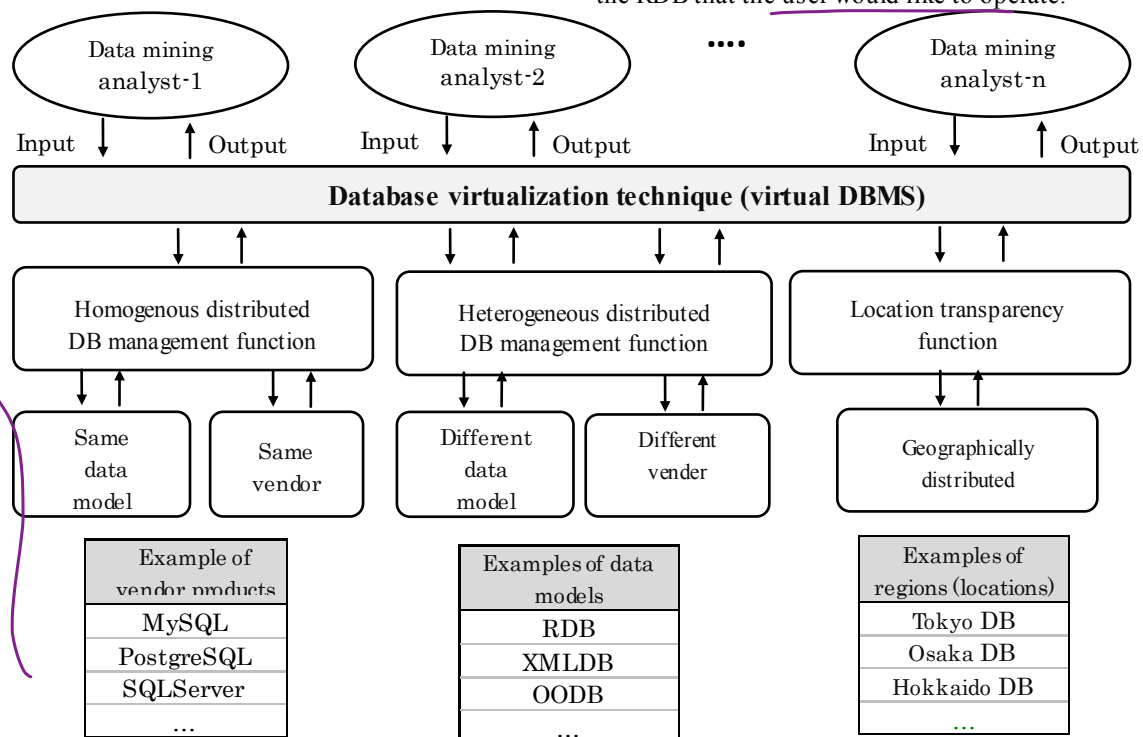 the RDB that the user would like to operate.
Data mining
analyst-1
Data mining
analyst-2
....
Data mining
analyst-n
Input
Output
Input
Output
Input
Output
Database virtualization technique (virtual DBMS)
Homogenous distributed
DB management function
Heterogeneous distributed
DB management function
Location transparency
function
Same
data
model
Same
vendor
Different
data
model
Different
vender
Geographically
distributed
Example of
vendor products
MySQL
PostgreSQL
SQLServer
...
Examples of data
models
RDB
XMLDB
OODB
...
Examples of
regions (locations)
Tokyo DB
Osaka DB
Hokkaido DB
...